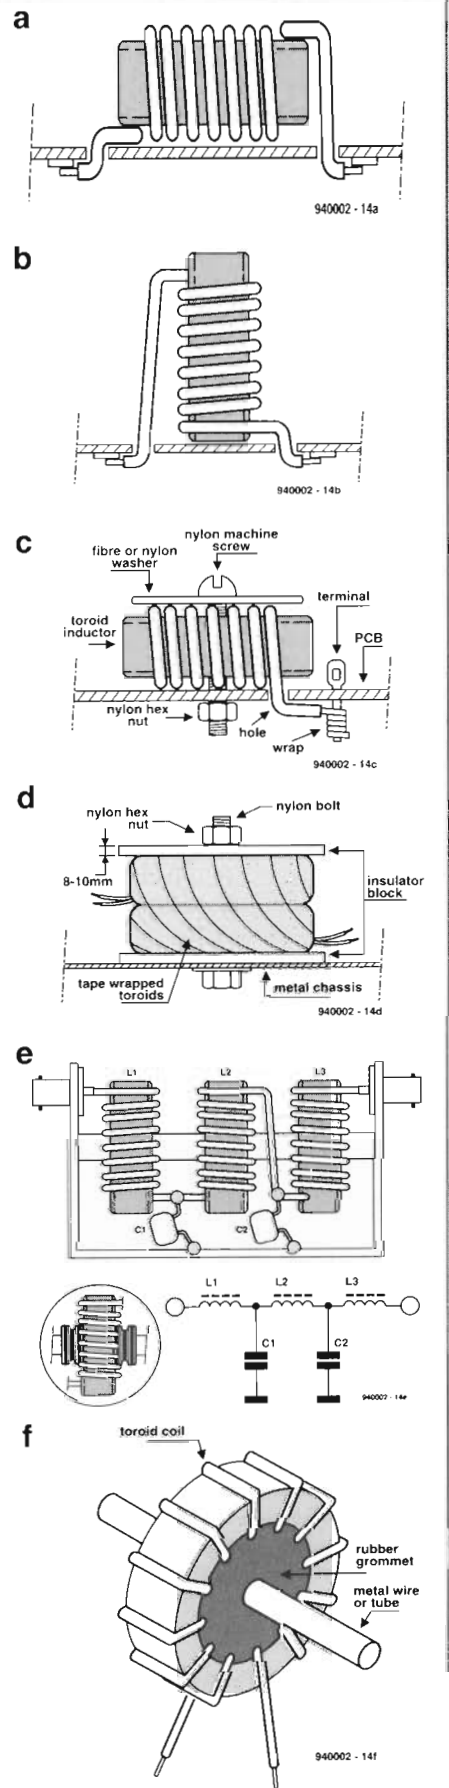 a
940002 - 14a
b
940002 - 14b
c
nylon machine
screw
fibre or nylon
washer
terminal
toroid
inductor
PCB
nylon hex
nut
hole
wrap
940002 - 14c
d
nylon hex
nut
nylon bolt
8-10mm
insulator
block
tape wrapped
toroids
metal chassis
940002 - 14d
e
L1
L2
L3
C1
C2
L1
L2
L3
C1
C2
940002 - 14e
f
toroid coil
rubber
grommet
metal wire
or tube
940002 - 14f